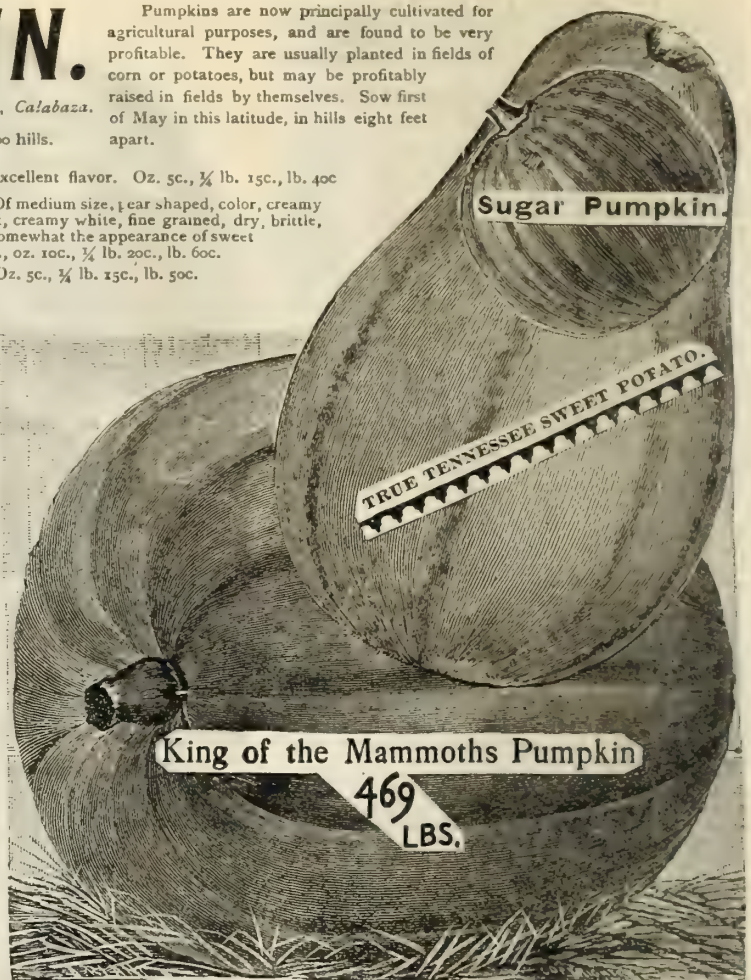 N.
Pumpkins are now principally cultivated for
agricultural purposes, and are found to be very
profitable. They are usually planted in fields of
corn or potatoes, but may be profitably
raised in fields by themselves. Sow first
of May in this latitude, in hills eight feet
apart.
, Calabaza.
oo hills.
xcellent flavor. Oz. 5c., ¼ lb. 15c., lb. 40c
Of medium size, pear shaped, color, creamy
, creamy white, fine grained, dry, brittle,
omewhat the appearance of sweet
., oz. 10c., ¼ lb. 20c., lb. 60c.
Oz. 5c., ¼ lb. 15c., lb. 50c.
Sugar Pumpkin.
TRUE TENNESSEE SWEET POTATO.
King of the Mammoths Pumpkin
469
LBS.